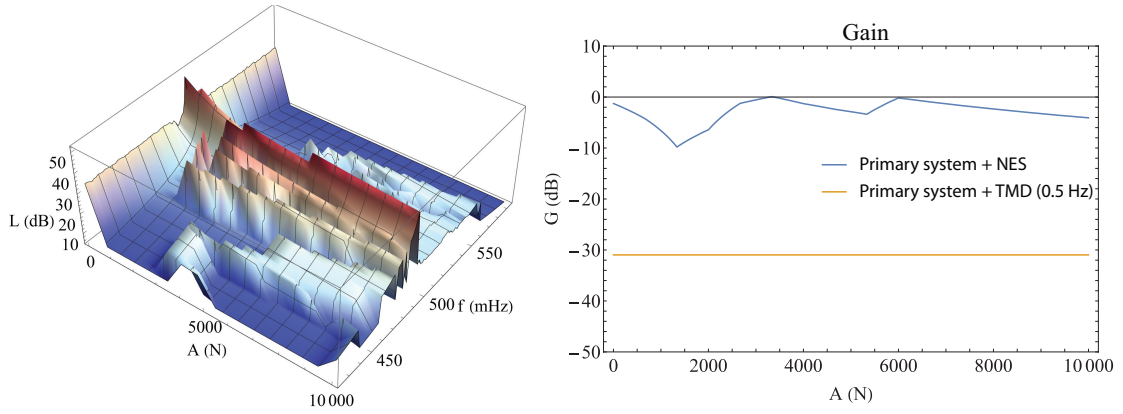 50
40
30
L (dB)
20
10
0
5000
A (N)
10 000
450
500 f (mHz)
550
Gain
10
0
−10
−20
−30
−40
−50
G (dB)
Primary system + NES
Primary system + TMD (0.5 Hz)
0 2000 4000 6000 8000 10 000
A (N)